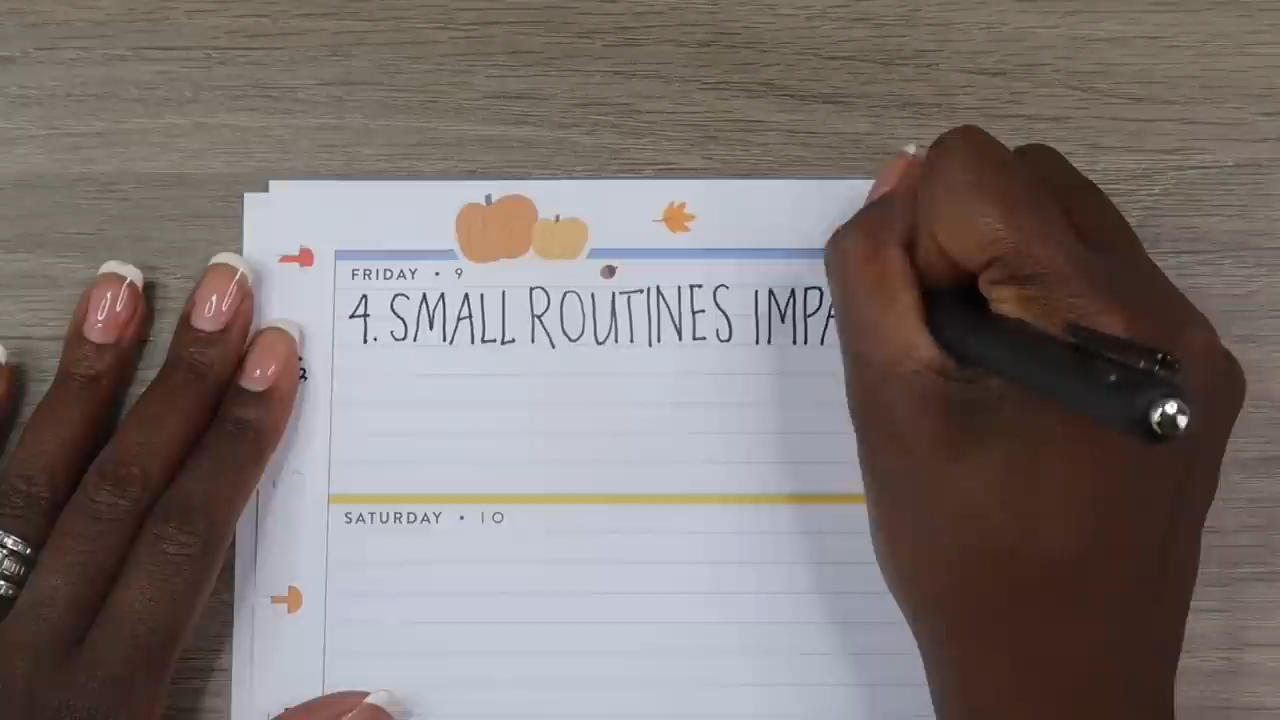 FRIDAY • 9
4. SMALL ROUTINES IMPA
SATURDAY • 10